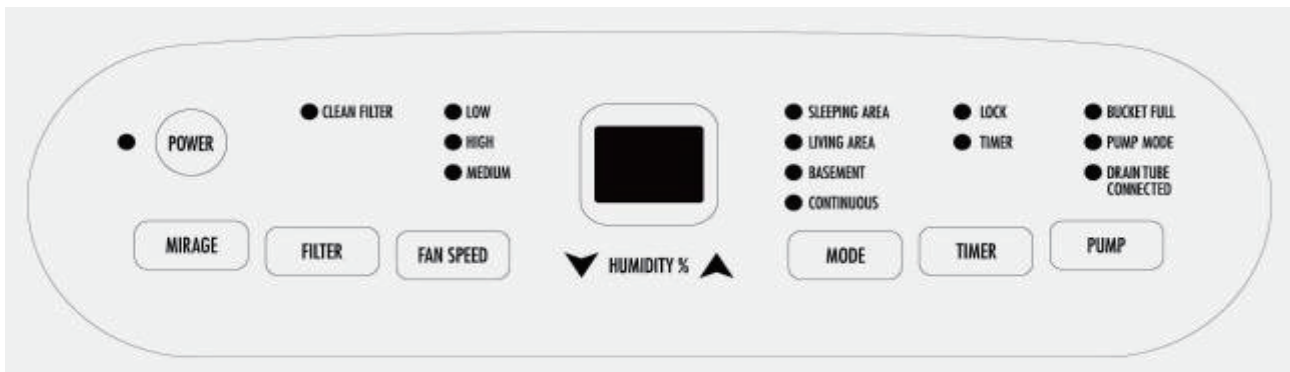 POWER
CLEAN FILTER
LOW
HIGH
MEDIUM
SLEEPING AREA
LIVING AREA
BASEMENT
CONTINUOUS
LOCK
TIMER
BUCKET FULL
PUMP MODE
DRAIN TUBE
CONNECTED
MIRAGE
FILTER
FAN SPEED
HUMIDITY %
MODE
TIMER
PUMP